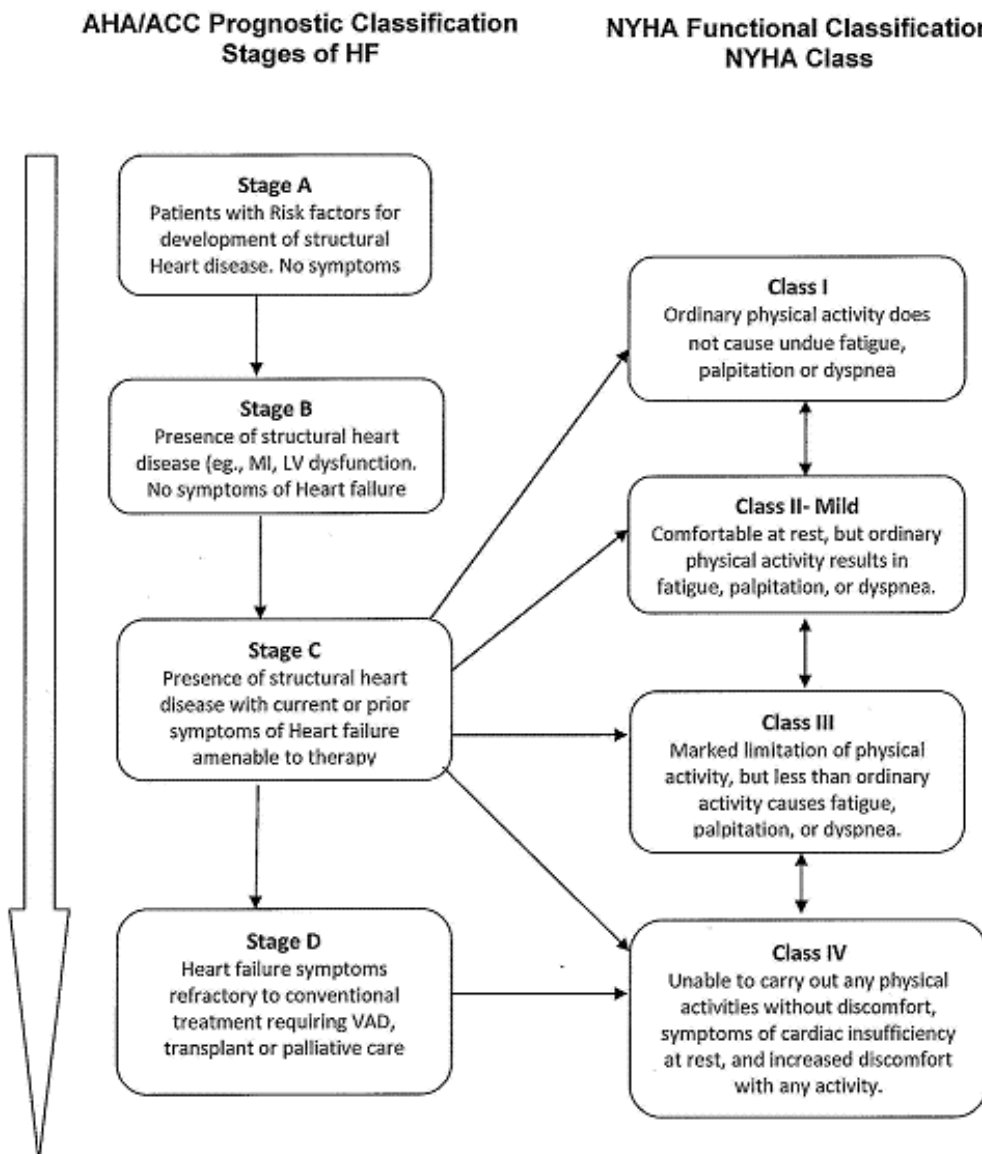 AHA/ACC Prognostic Classification
Stages of HF
NYHA Functional Classification
NYHA Class
Stage A
Patients with Risk factors for
development of structural
Heart disease. No symptoms
Stage B
Presence of structural heart
disease (eg., MI, LV dysfunction.
No symptoms of Heart failure
Stage C
Presence of structural heart
disease with current or prior
symptoms of Heart failure
amenable to therapy
Stage D
Heart failure symptoms
refractory to conventional
treatment requiring VAD,
transplant or palliative care
Class I
Ordinary physical activity does
not cause undue fatigue,
palpitation or dyspnea
Class II- Mild
Comfortable at rest, but ordinary
physical activity results in
fatigue, palpitation, or dyspnea.
Class III
Marked limitation of physical
activity, but less than ordinary
activity causes fatigue,
palpitation, or dyspnea.
Class IV
Unable to carry out any physical
activities without discomfort,
symptoms of cardiac insufficiency
at rest, and increased discomfort
with any activity.